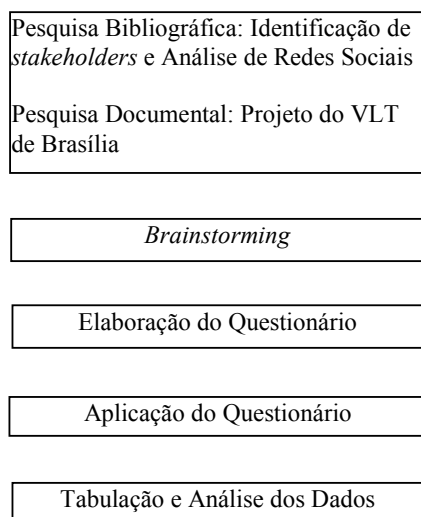 Pesquisa Bibliográfica: Identificação de
stakeholders e Análise de Redes Sociais
Pesquisa Documental: Projeto do VLT
de Brasília
Brainstorming
Elaboração do Questionário
Aplicação do Questionário
Tabulação e Análise dos Dados